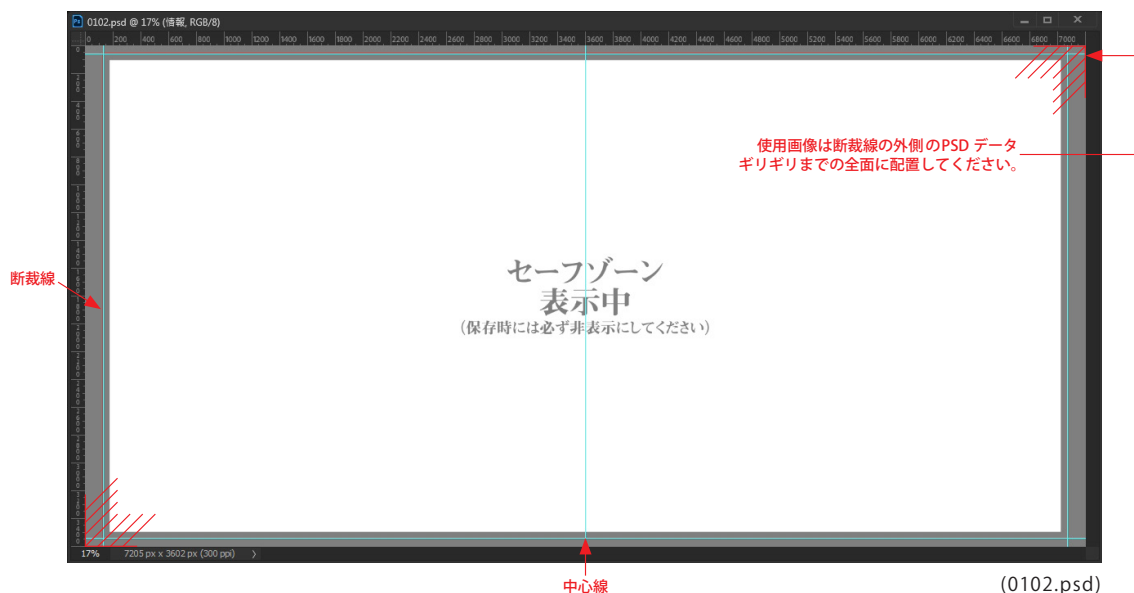 0102.psd @ 17% (情報, RGB/8)
0 200 400 600 800 1000 1200 1400 1600 1800 2000 2200 2400 2600 2800 3000 3200 3400 3600 3800 4000 4200 4400 4600 4800 5000 5200 5400 5600 5800 6000 6200 6400 6600 6800 7000
使用画像は断裁線の外側のPSD データ
ギリギリまでの全面に配置してください。
セーフゾーン
表示中
(保存時には必ず非表示にしてください)
断裁線
17% 7205 px x 3602 px (300 ppi)
中心線
(0102.psd)